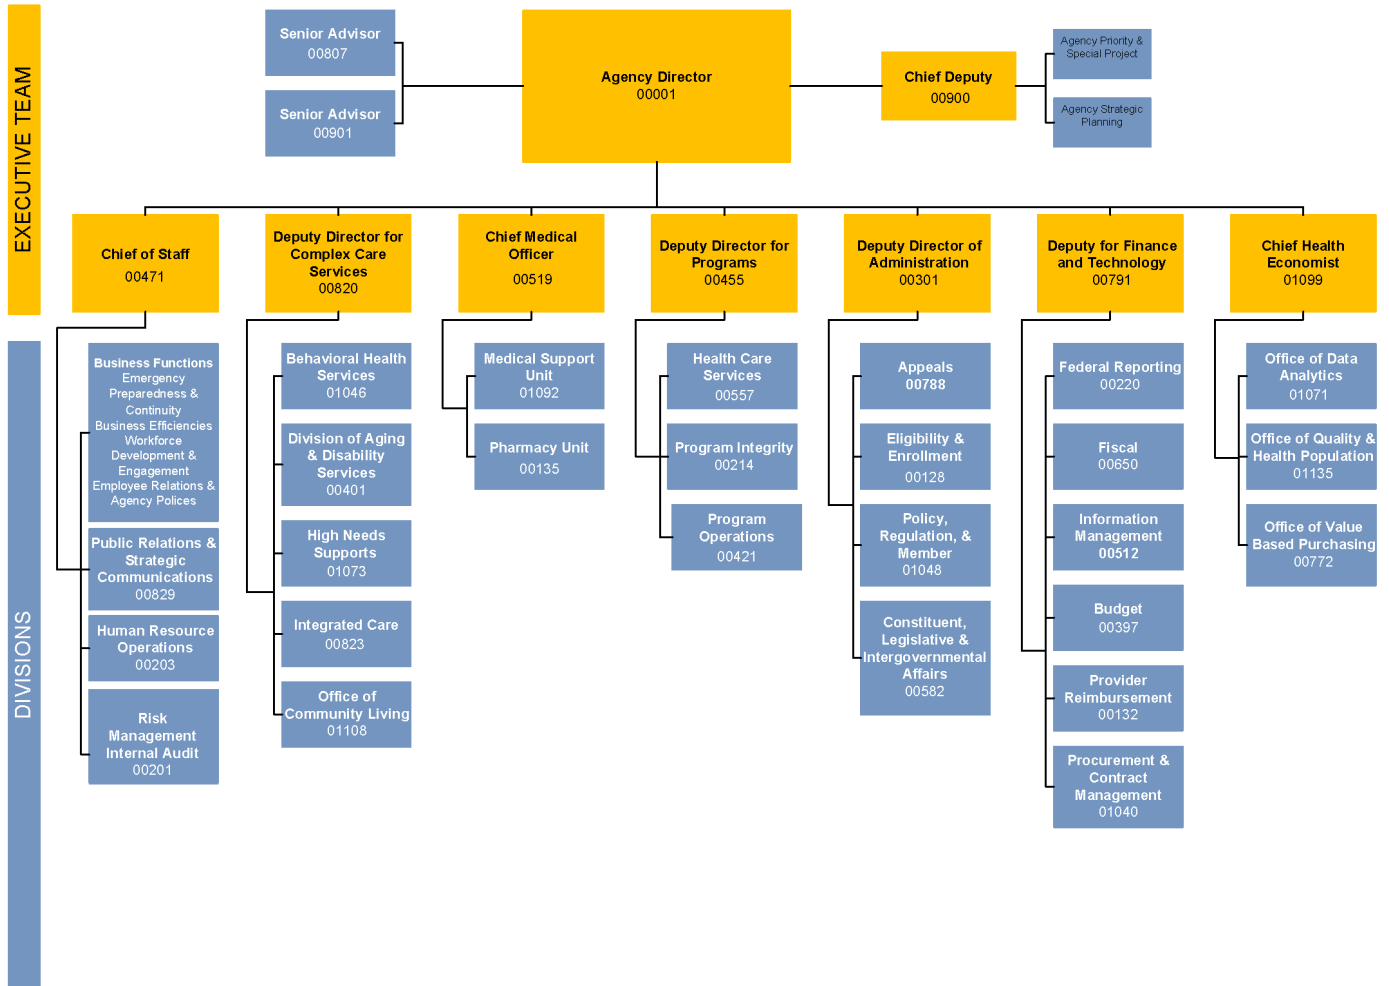 EXECUTIVE TEAM
Senior Advisor
00807
Senior Advisor
00901
Agency Director
00001
Chief Deputy
00900
Agency Priority &
Special Project
Agency Strategic
Planning
Chief of Staff
00471
Deputy Director for
Complex Care
Services
00820
Chief Medical
Officer
00519
Deputy Director for
Programs
00455
Deputy Director of
Administration
00301
Deputy for Finance
and Technology
00791
Chief Health
Economist
01099
DIVISIONS
Business Functions
Emergency
Preparedness &
Continuity
Business Efficiencies
Workforce
Development &
Engagement
Employee Relations &
Agency Polices
Public Relations &
Strategic
Communications
00829
Human Resource
Operations
00203
Risk
Management
Internal Audit
00201
Behavioral Health
Services
01046
Division of Aging
& Disability
Services
00401
High Needs
Supports
01073
Integrated Care
00823
Office of
Community Living
01108
Medical Support
Unit
01092
Pharmacy Unit
00135
Health Care
Services
00557
Program Integrity
00214
Program
Operations
00421
Appeals
00788
Eligibility &
Enrollment
00128
Policy,
Regulation, &
Member
01048
Constituent,
Legislative &
Intergovernmental
Affairs
00582
Federal Reporting
00220
Fiscal
00650
Information
Management
00512
Budget
00397
Provider
Reimbursement
00132
Procurement &
Contract
Management
01040
Office of Data
Analytics
01071
Office of Quality &
Health Population
01135
Office of Value
Based Purchasing
00772